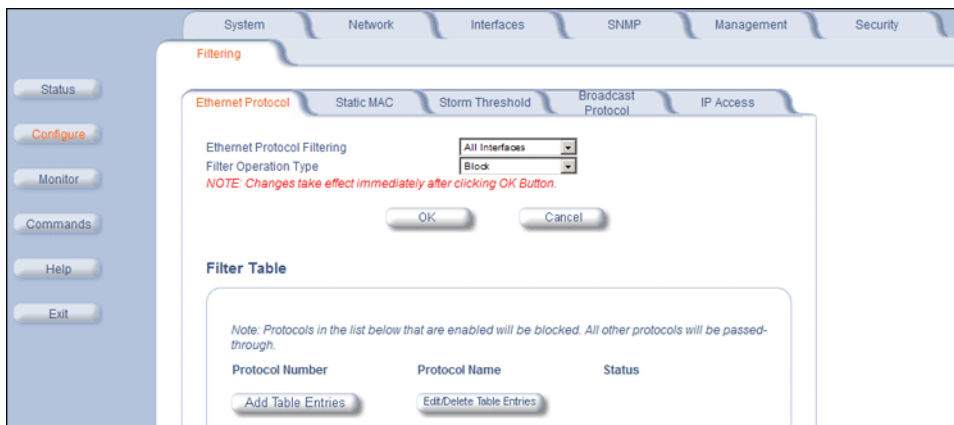 System Network Interfaces SNMP Management Security
Filtering
Status
Configure
Monitor
Commands
Help
Exit
Ethernet Protocol Static MAC Storm Threshold Broadcast Protocol IP Access
Ethernet Protocol Filtering All Interfaces
Filter Operation Type Block
NOTE: Changes take effect immediately after clicking OK Button.
OK Cancel
Filter Table
Note: Protocols in the list below that are enabled will be blocked. All other protocols will be passed-
through.
Protocol Number Protocol Name Status
Add Table Entries Edit/Delete Table Entries